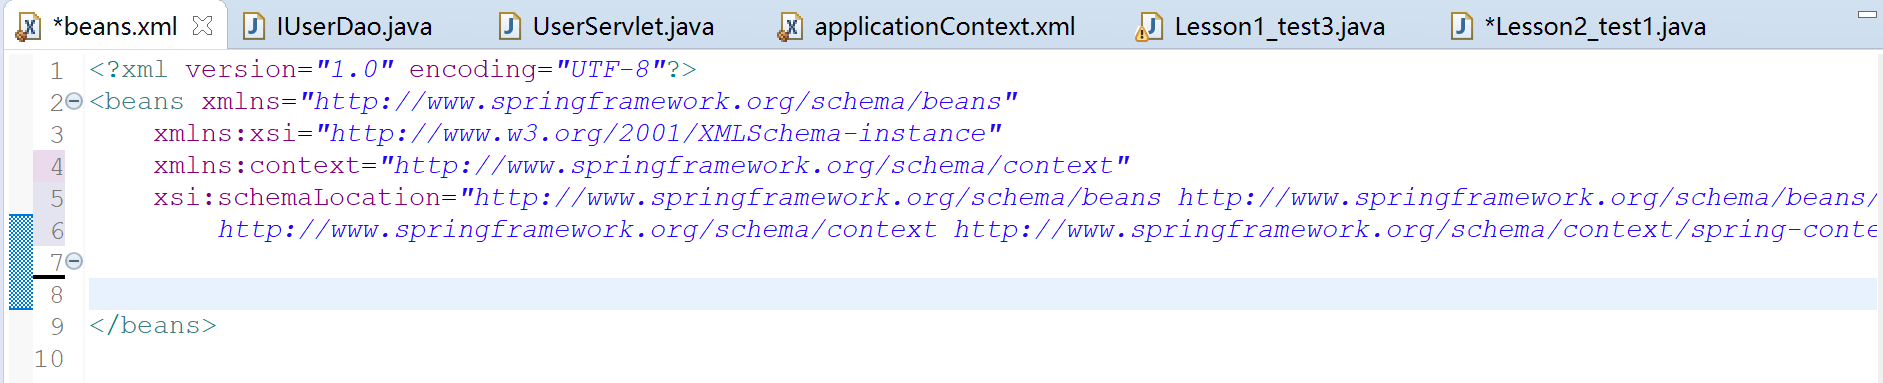 *beans.xml IUserDao.java UserServlet.java applicationContext.xml Lesson1_test3.java *Lesson2_test1.java
1 <?xml version="1.0" encoding="UTF-8"?>
2 <beans xmlns="http://www.springframework.org/schema/beans"
3 xmlns:xsi="http://www.w3.org/2001/XMLSchema-instance"
4 xmlns:context="http://www.springframework.org/schema/context"
5 xsi:schemaLocation="http://www.springframework.org/schema/beans http://www.springframework.org/schema/beans/
6 http://www.springframework.org/schema/context http://www.springframework.org/schema/context/spring-conte
7
8
9 </beans>
10